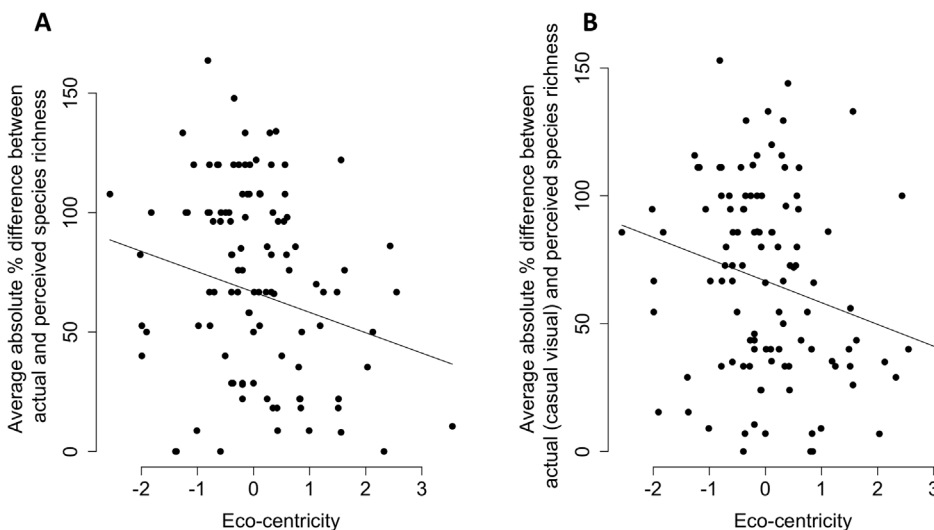 A
Average absolute % difference between
actual and perceived species richness
150
100
50
0
-2 -1 0 1 2 3
Eco-centricity
B
Average absolute % difference between
actual (casual visual) and perceived species richness
150
100
50
0
-2 -1 0 1 2 3
Eco-centricity